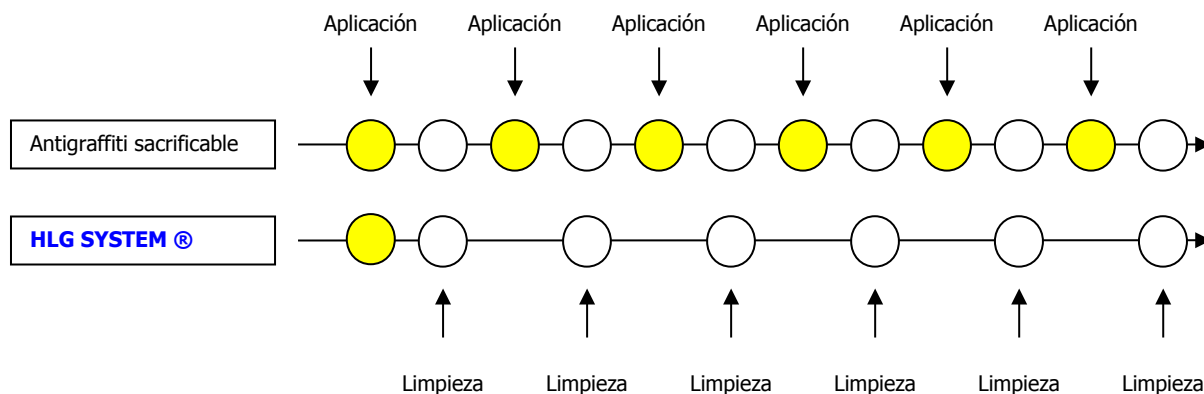 Aplicación Aplicación Aplicación Aplicación Aplicación Aplicación
Antigraffiti sacrificable
HLG SYSTEM ®
Limpieza Limpieza Limpieza Limpieza Limpieza Limpieza